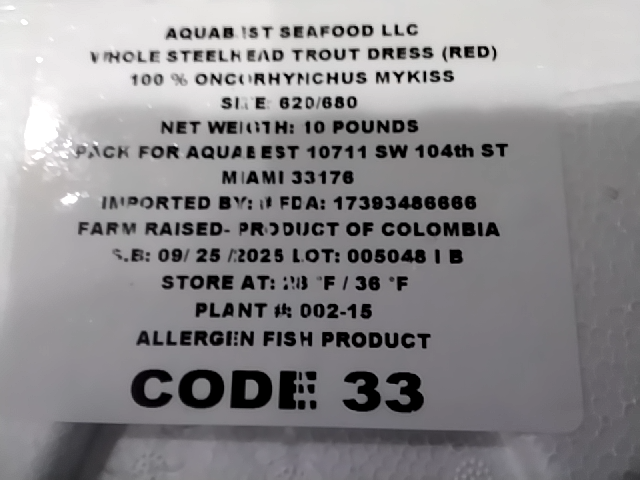 AQUABEST SEAFOOD LLC
WHOLE STEELHEAD TROUT DRESS (RED)
100 % ONCORHYNCHUS MYKISS
SIZE: 620/680
NET WEIGTH: 10 POUNDS
PACK FOR AQUABEST 10711 SW 104th ST
MIAMI 33176
IMPORTED BY: # FDA: 17393486666
FARM RAISED- PRODUCT OF COLOMBIA
S.B: 09/ 25 /2025 LOT: 005048 I B
STORE AT: 28 °F / 36 °F
PLANT #: 002-15
ALLERGEN FISH PRODUCT
CODE: 33